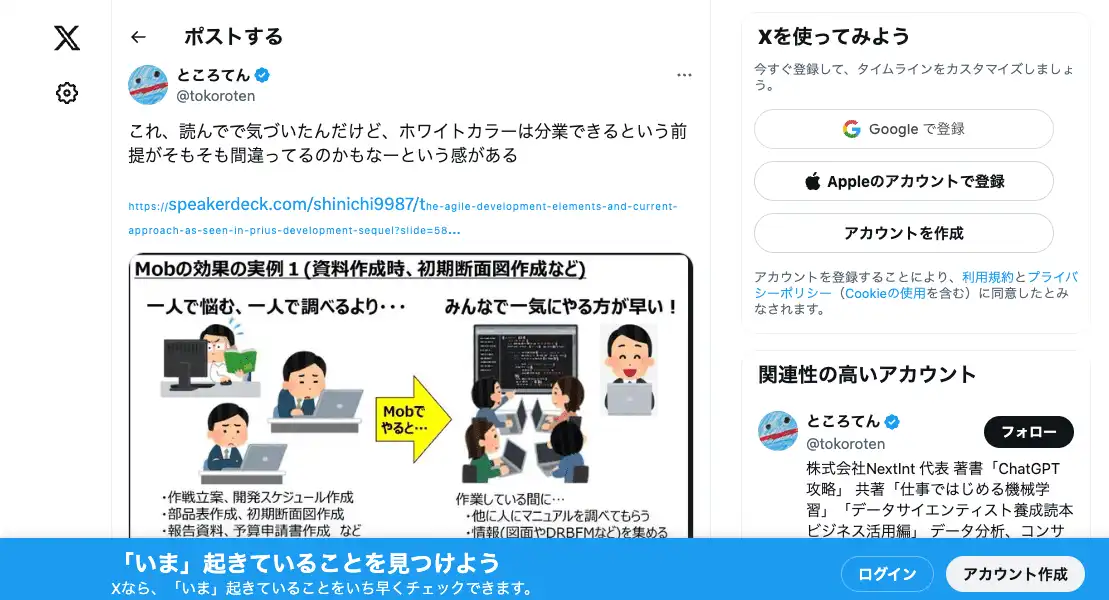 ポストする
ところてん
@tokoroten
これ、読んでで気づいたんだけど、ホワイトカラーは分業できるという前
提がそもそも間違ってるのかもなーという感がある
https://speakerdeck.com/shinichi9987/the-agile-development-elements-and-current-
approach-as-seen-in-prius-development-sequel?slide=58…
Mobの効果の実例１(資料作成時、初期断面図作成など)
一人で悩む、一人で調べるより・・・
みんなで一気にやる方が早い！
Mobで
やると…
・作戦立案、開発スケジュール作成
・部品表作成、初期断面図作成
・報告資料、予算申請書作成 など
作業している間に…
・他に人にマニュアルを調べてもらう
・情報(図面やDRBFMなど)を集める
Xを使ってみよう
今すぐ登録して、タイムラインをカスタマイズしましょ
う。
Google で登録
Appleのアカウントで登録
アカウントを作成
アカウントを登録することにより、利用規約とプライバ
シーポリシー（Cookieの使用を含む）に同意したとみ
なされます。
関連性の高いアカウント
ところてん
@tokoroten
フォロー
株式会社NextInt 代表 著書「ChatGPT
攻略」 共著「仕事ではじめる機械学
習」「データサイエンティスト養成読本
ビジネス活用編」 データ分析、コンサ
「いま」起きていることを見つけよう
Xなら、「いま」起きていることをいち早くチェックできます。
ログイン
アカウント作成